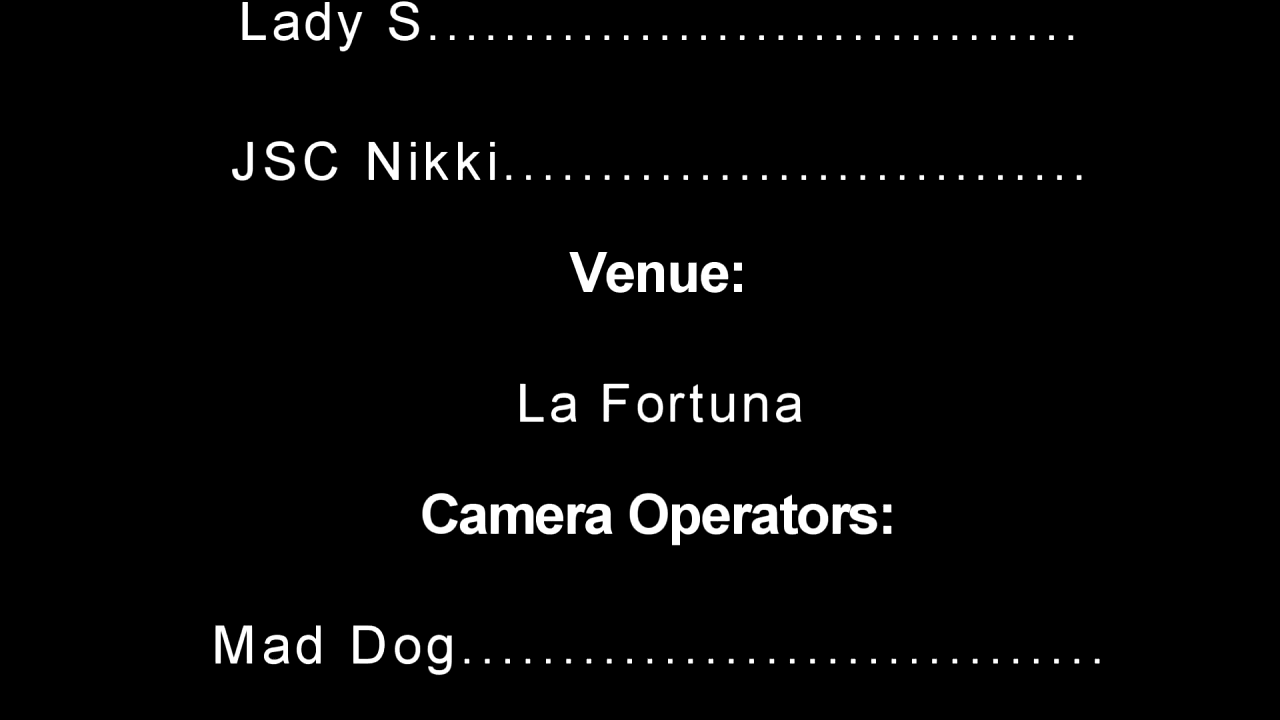 Lady S..................................
JSC Nikki..............................
Venue:
La Fortuna
Camera Operators:
Mad Dog..................................